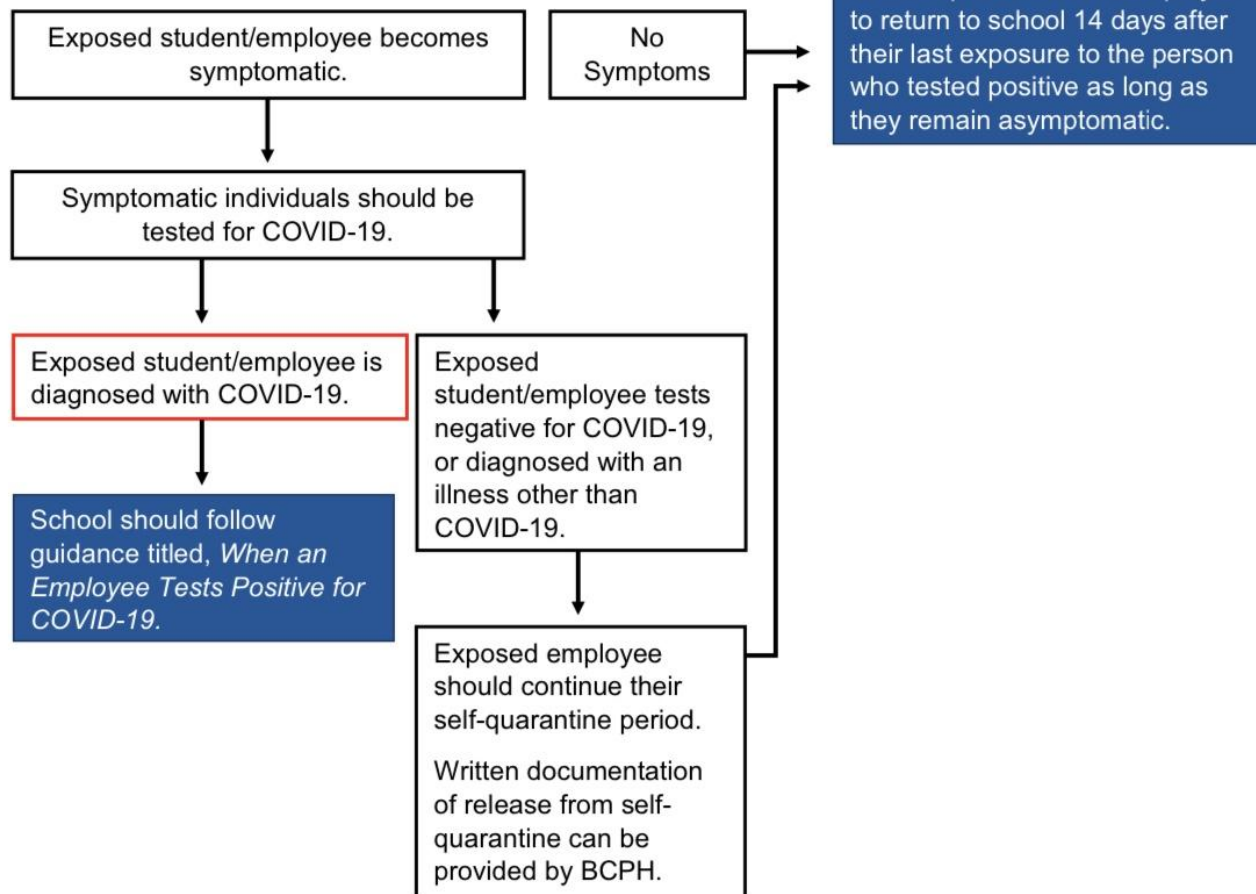 Exposed student/employee becomes
symptomatic.
No
Symptoms
to return to school 14 days after
their last exposure to the person
who tested positive as long as
they remain asymptomatic.
Symptomatic individuals should be
tested for COVID-19.
Exposed student/employee is
diagnosed with COVID-19.
Exposed
student/employee tests
negative for COVID-19,
or diagnosed with an
illness other than
COVID-19.
School should follow
guidance titled, When an
Employee Tests Positive for
COVID-19.
Exposed employee
should continue their
self-quarantine period.
Written documentation
of release from self-
quarantine can be
provided by BCPH.